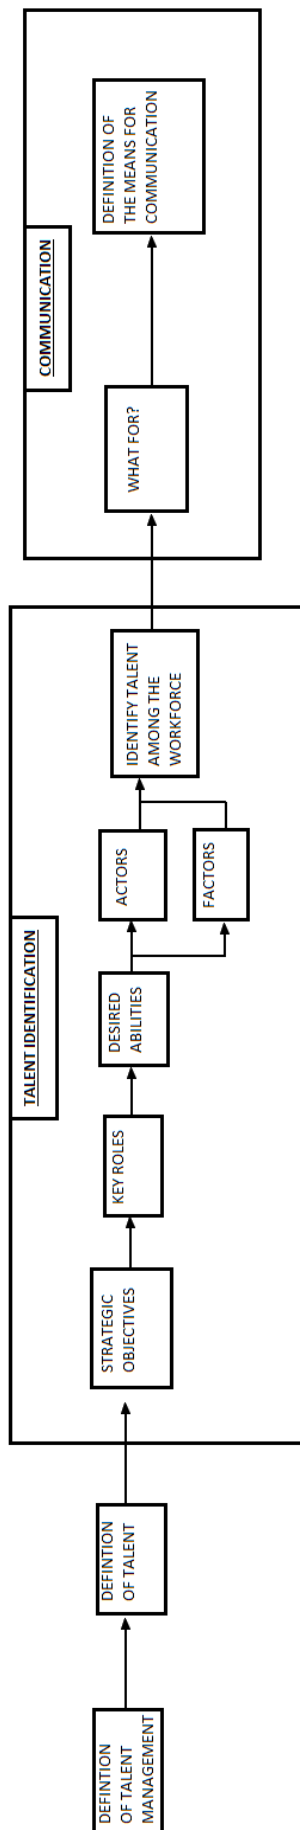 DEFINTION
OF TALENT
MANAGEMENT
DEFINTION
OF TALENT
TALENT IDENTIFICATION
STRATEGIC
OBJECTIVES
KEY ROLES
DESIRED
ABILITIES
ACTORS
FACTORS
IDENTIFY TALENT
AMONG THE
WORKFORCE
COMMUNICATION
WHAT FOR?
DEFINITION OF
THE MEANS FOR
COMMUNICATION